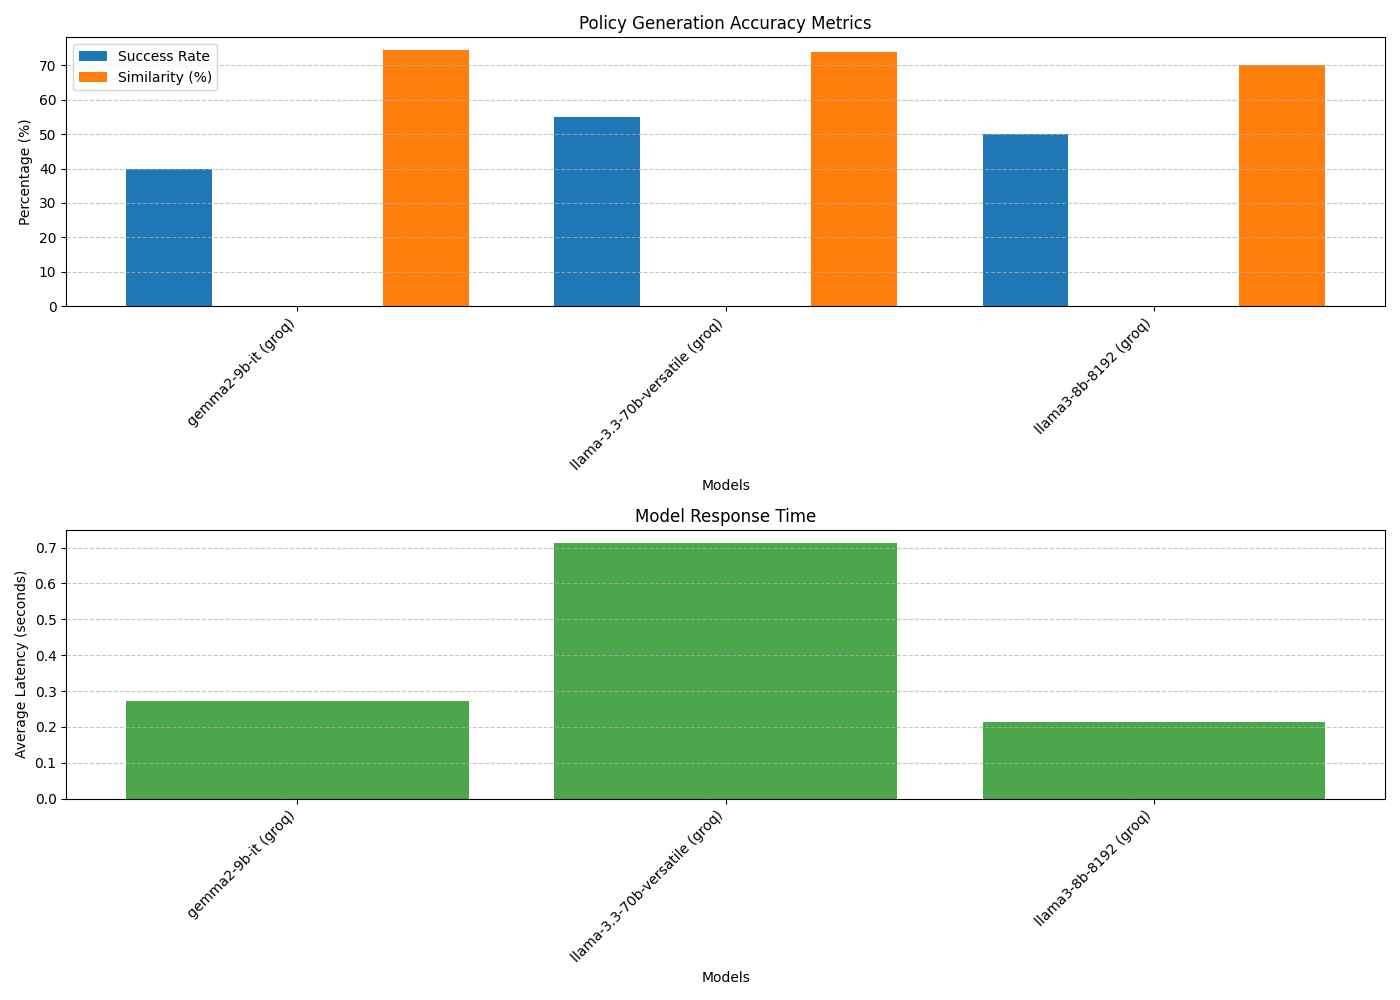 Policy Generation Accuracy Metrics
Success Rate
Similarity (%)
Percentage (%)
70
60
50
40
30
20
10
0
gemma2-9b-it (groq)
llama-3.3-70b-versatile (groq)
llama3-8b-8192 (groq)
Models
Model Response Time
Average Latency (seconds)
0.7
0.6
0.5
0.4
0.3
0.2
0.1
0.0
gemma2-9b-it (groq)
llama-3.3-70b-versatile (groq)
llama3-8b-8192 (groq)
Models